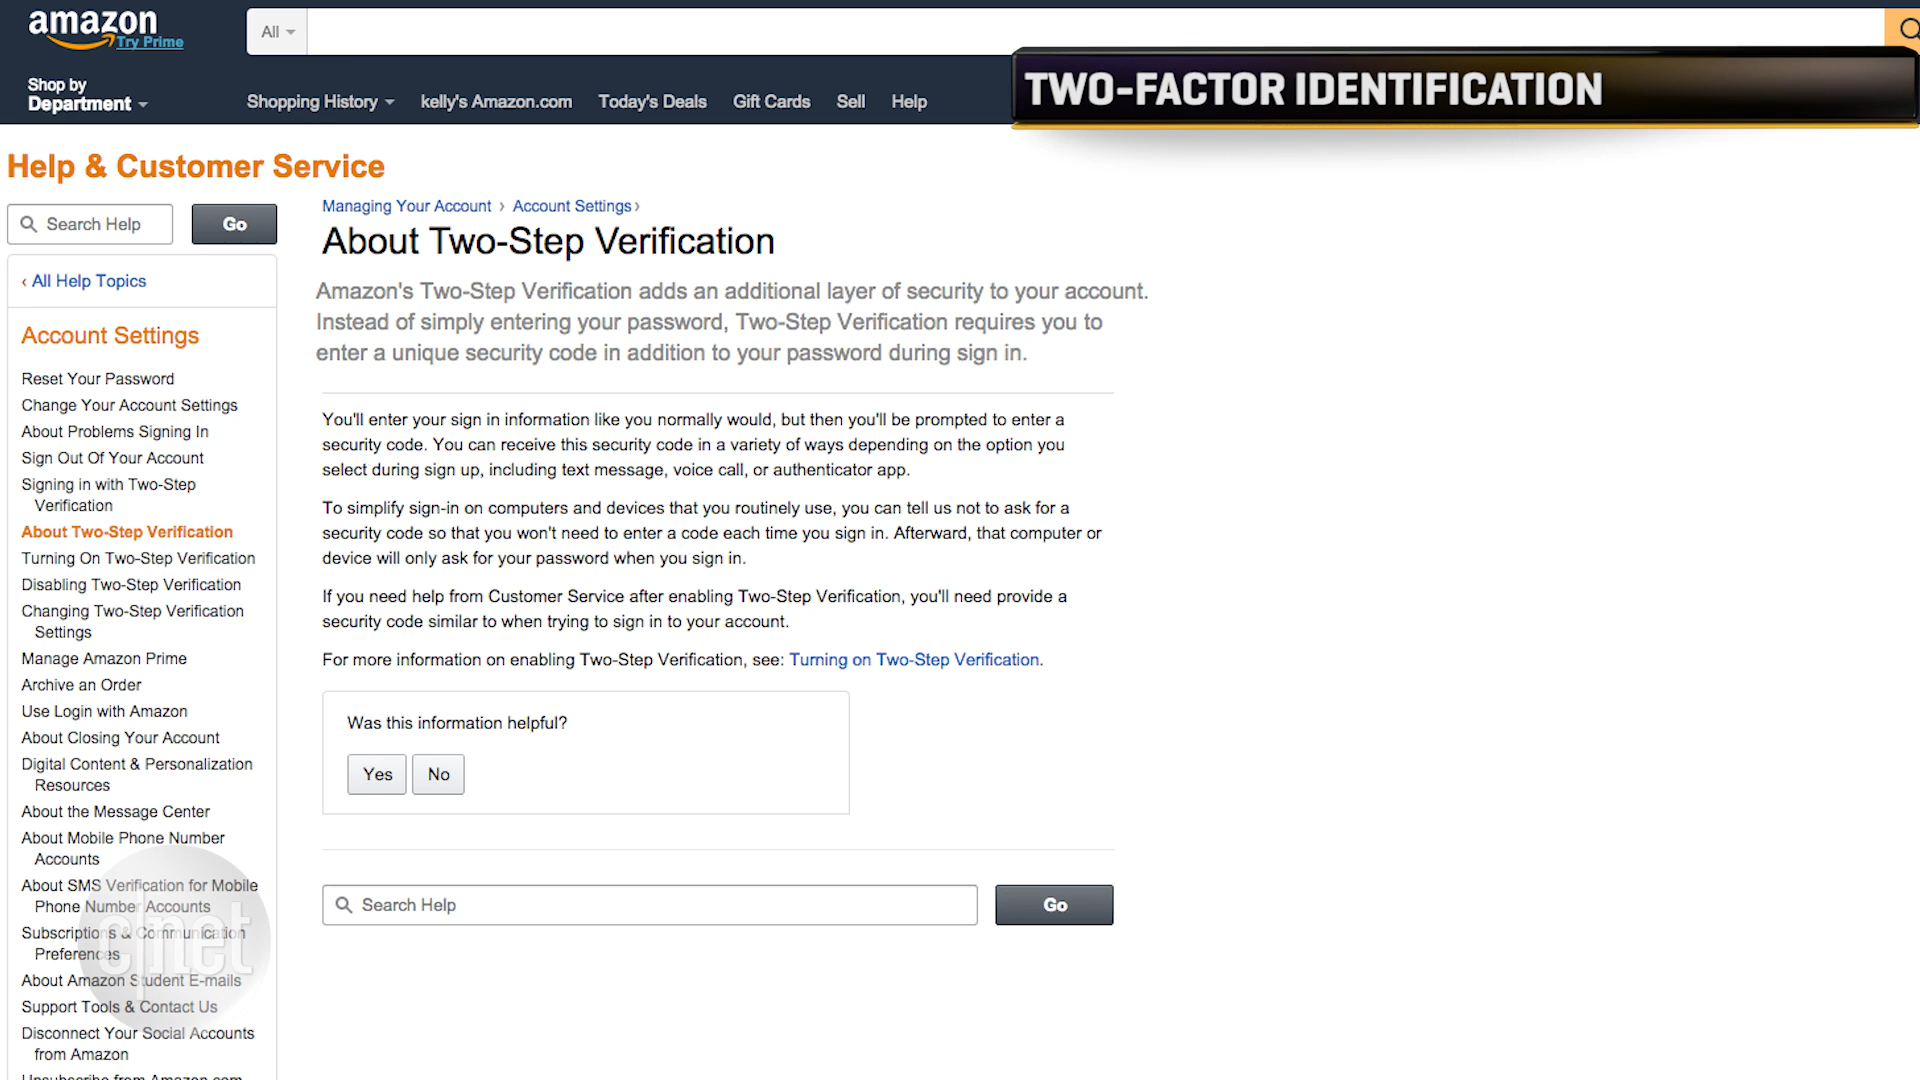 amazon
Try Prime
All
TWO-FACTOR IDENTIFICATION
Shop by
Department
Shopping History
kelly's Amazon.com
Today's Deals
Gift Cards
Sell
Help
Help & Customer Service
Search Help
Go
Managing Your Account › Account Settings ›
About Two-Step Verification
Amazon's Two-Step Verification adds an additional layer of security to your account.
Instead of simply entering your password, Two-Step Verification requires you to
enter a unique security code in addition to your password during sign in.
‹ All Help Topics
Account Settings
Reset Your Password
Change Your Account Settings
About Problems Signing In
Sign Out Of Your Account
Signing in with Two-Step
Verification
About Two-Step Verification
Turning On Two-Step Verification
Disabling Two-Step Verification
Changing Two-Step Verification
Settings
Manage Amazon Prime
Archive an Order
Use Login with Amazon
About Closing Your Account
Digital Content & Personalization
Resources
About the Message Center
About Mobile Phone Number
Accounts
About SMS Verification for Mobile
Phone Number Accounts
Subscriptions & Communication
Preferences
About Amazon Student E-mails
Support Tools & Contact Us
Disconnect Your Social Accounts
from Amazon
Unsubscribe from Amazon.com
You'll enter your sign in information like you normally would, but then you'll be prompted to enter a
security code. You can receive this security code in a variety of ways depending on the option you
select during sign up, including text message, voice call, or authenticator app.
To simplify sign-in on computers and devices that you routinely use, you can tell us not to ask for a
security code so that you won't need to enter a code each time you sign in. Afterward, that computer or
device will only ask for your password when you sign in.
If you need help from Customer Service after enabling Two-Step Verification, you'll need provide a
security code similar to when trying to sign in to your account.
For more information on enabling Two-Step Verification, see: Turning on Two-Step Verification.
Was this information helpful?
Yes
No
Search Help
Go
c|net